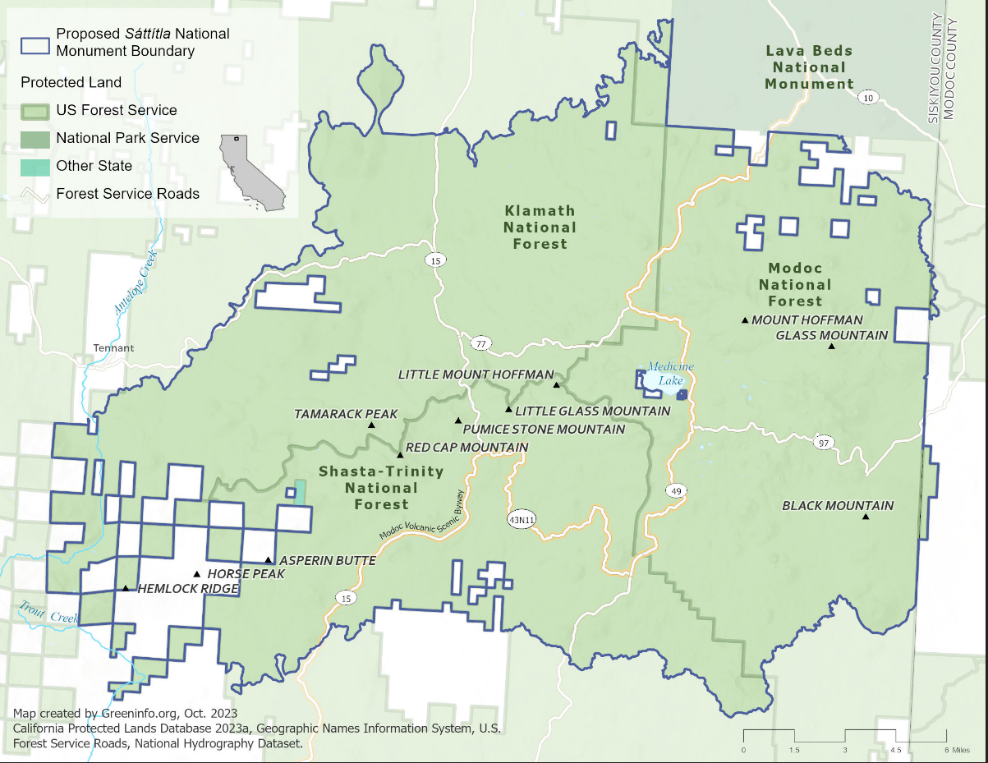 Proposed Sáttítla National
Monument Boundary
Protected Land
US Forest Service
National Park Service
Other State
Forest Service Roads
Lava Beds
National
Monument
10
SISKIYOU COUNTY
MODOC COUNTY
Klamath
National
Forest
15
Antelope Creek
Modoc
National
Forest
MOUNT HOFFMAN
GLASS MOUNTAIN
Tennant
77
LITTLE MOUNT HOFFMAN
Medicine
Lake
TAMARACK PEAK
LITTLE GLASS MOUNTAIN
PUMICE STONE MOUNTAIN
RED CAP MOUNTAIN
97
Shasta-Trinity
National
Forest
49
BLACK MOUNTAIN
43N11
Modoc Volcanic Scenic Byway
ASPERIN BUTTE
HORSE PEAK
HEMLOCK RIDGE
15
Trout Creek
Map created by Greeninfo.org, Oct. 2023
California Protected Lands Database 2023a, Geographic Names Information System, U.S.
Forest Service Roads, National Hydrography Dataset.
0 1.5 3 4.5 6 Miles